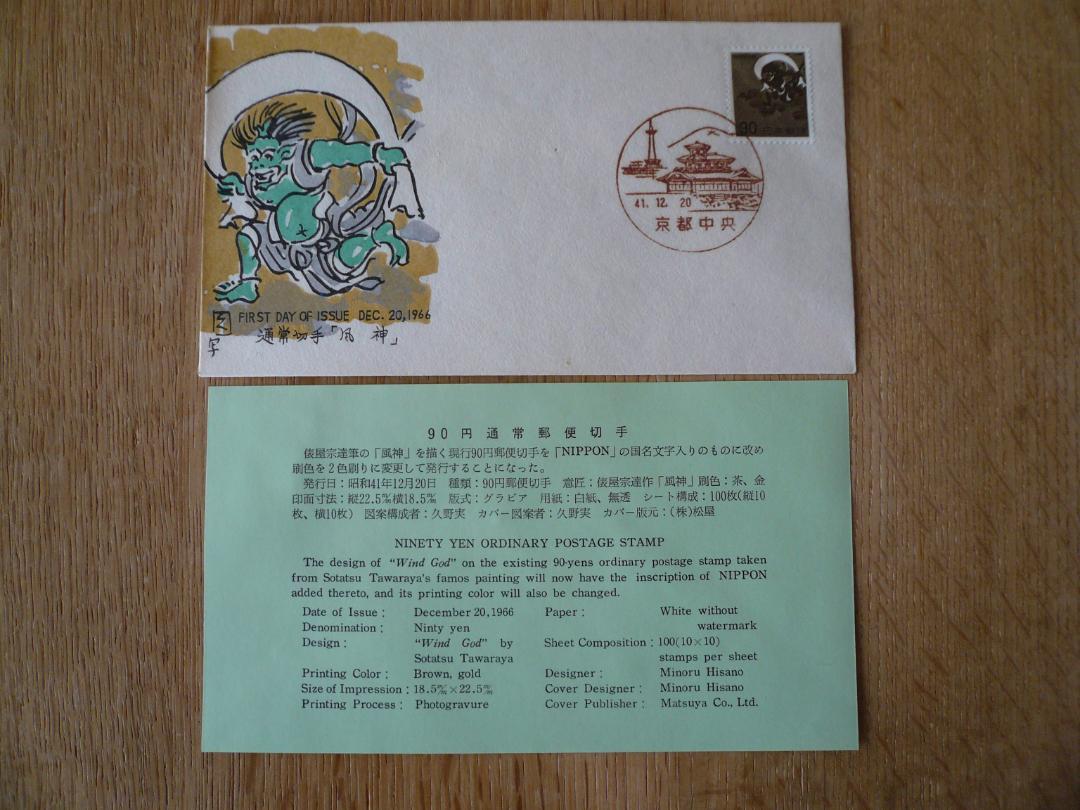 90
41. 12. 20
京都中央
FIRST DAY OF ISSUE DEC. 20, 1966
通常切手「風神」
写
90円通常郵便切手
俵屋宗達筆の「風神」を描く現行90円郵便切手を「NIPPON」の国名文字入りのものに改め
刷色を2色刷りに変更して発行することになった。
発行日：昭和41年12月20日 種類：90円郵便切手 意匠：俵屋宗達作「風神」刷色：茶、金
印面寸法：縦22.5㎜横18.5㎜ 版式：グラビア 用紙：白紙、無透 シート構成：100枚(縦10
枚、横10枚) 図案構成者：久野実 カバー図案者：久野実 カバー版元：(株)松屋
NINETY YEN ORDINARY POSTAGE STAMP
The design of "Wind God" on the existing 90-yens ordinary postage stamp taken
from Sotatsu Tawaraya's famos painting will now have the inscription of NIPPON
added thereto, and its printing color will also be changed.
Date of Issue : December 20, 1966 Paper : White without
watermark
Denomination : Ninty yen
Design : "Wind God" by Sheet Composition : 100(10×10)
Sotatsu Tawaraya stamps per sheet
Printing Color : Brown, gold Designer : Minoru Hisano
Size of Impression : 18.5㎜×22.5㎜ Cover Designer : Minoru Hisano
Printing Process : Photogravure Cover Publisher : Matsuya Co., Ltd.